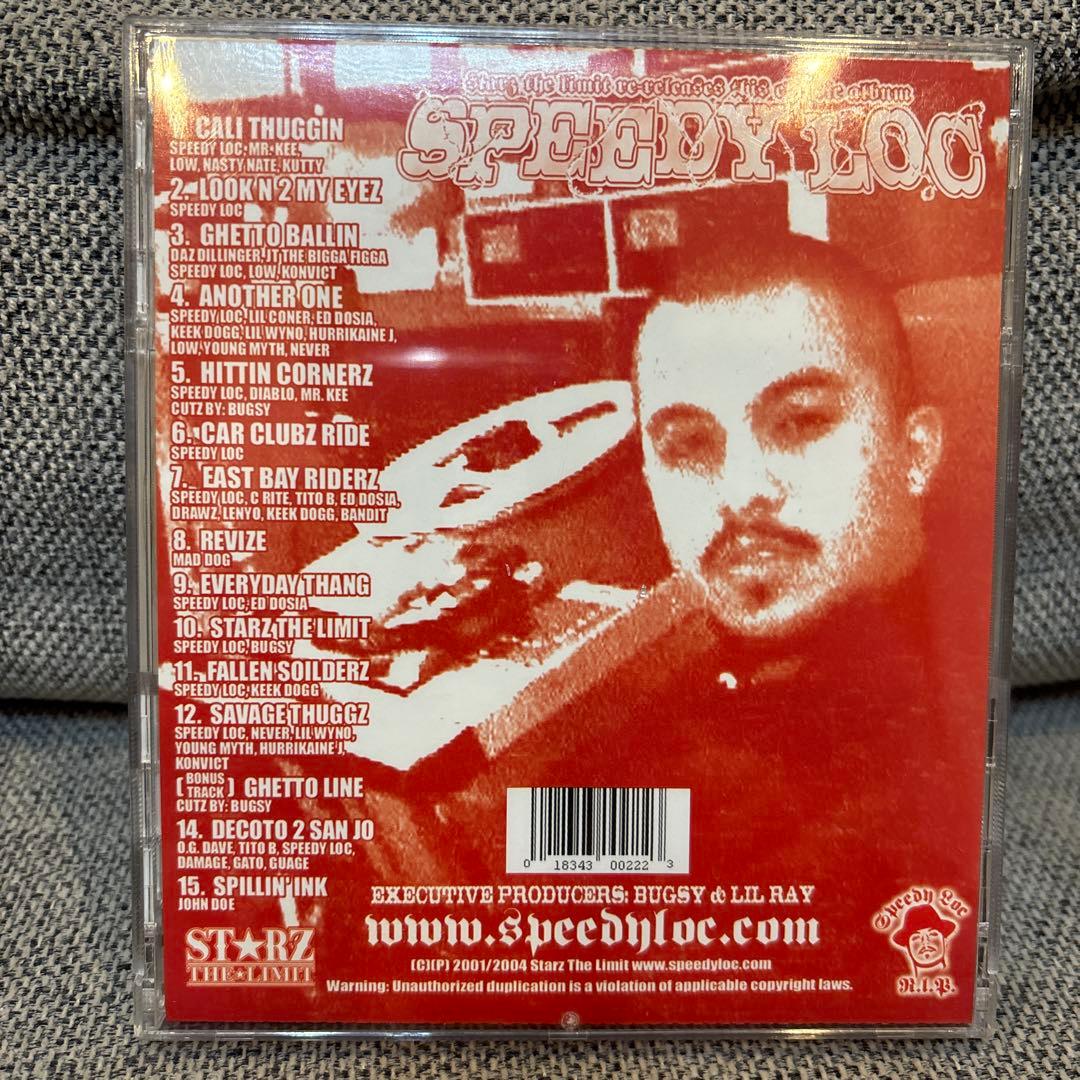 Starz the limit re-releases this album
SPEEDY LOC
CALI THUGGIN
SPEEDY LOC, MR. KEE
LOW, NASTY NATE, KUTTY
2. LOOK N 2 MY EYEZ
SPEEDY LOC
3. GHETTO BALLIN
DAZ DILLINGER, JT THE BIGGA FIGGA
SPEEDY LOC, LOW, KONVICT
4. ANOTHER ONE
SPEEDY LOC, LIL CONER, ED DOSIA,
KEEK DOGG, LIL WYNO, HURRIKAINE J,
LOW, YOUNG MYTH, NEVER
5. HITTIN CORNERZ
SPEEDY LOC, DIABLO, MR. KEE
CUTZ BY: BUGSY
6. CAR CLUBZ RIDE
SPEEDY LOC
7. EAST BAY RIDERZ
SPEEDY LOC, C RITE, TITO B, ED DOSIA,
DRAWZ, LENYO, KEEK DOGG, BANDIT
8. REVIZE
MAD DOG
9. EVERYDAY THANG
SPEEDY LOC, ED DOSIA
10. STARZ THE LIMIT
SPEEDY LOC, BUGSY
11. FALLEN SOILDERZ
SPEEDY LOC, KEEK DOGG
12. SAVAGE THUGGZ
SPEEDY LOC, NEVER, LIL WYNO,
YOUNG MYTH, HURRIKAINE J,
KONVICT
(BONUS TRACK) GHETTO LINE
CUTZ BY: BUGSY
14. DECOTO 2 SAN JO
O.G. DAVE, TITO B, SPEEDY LOC,
DAMAGE, GATO, GUAGE
15. SPILLIN' INK
JOHN DOE
0 18343 00222 3
EXECUTIVE PRODUCERS: BUGSY & LIL RAY
www.speedyloc.com
(C)(P) 2001/2004 Starz The Limit www.speedyloc.com
Warning: Unauthorized duplication is a violation of applicable copyright laws.
ST★RZ
THE★LIMIT
Speedy Loc
R.I.P.